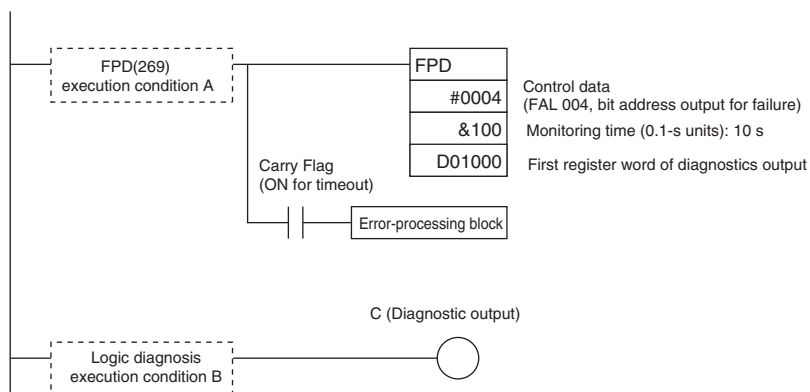 FPD(269)
execution condition A
FPD
#0004
Control data
(FAL 004, bit address output for failure)
&100
Monitoring time (0.1-s units): 10 s
D01000
First register word of diagnostics output
Carry Flag
(ON for timeout)
Error-processing block
C (Diagnostic output)
Logic diagnosis
execution condition B